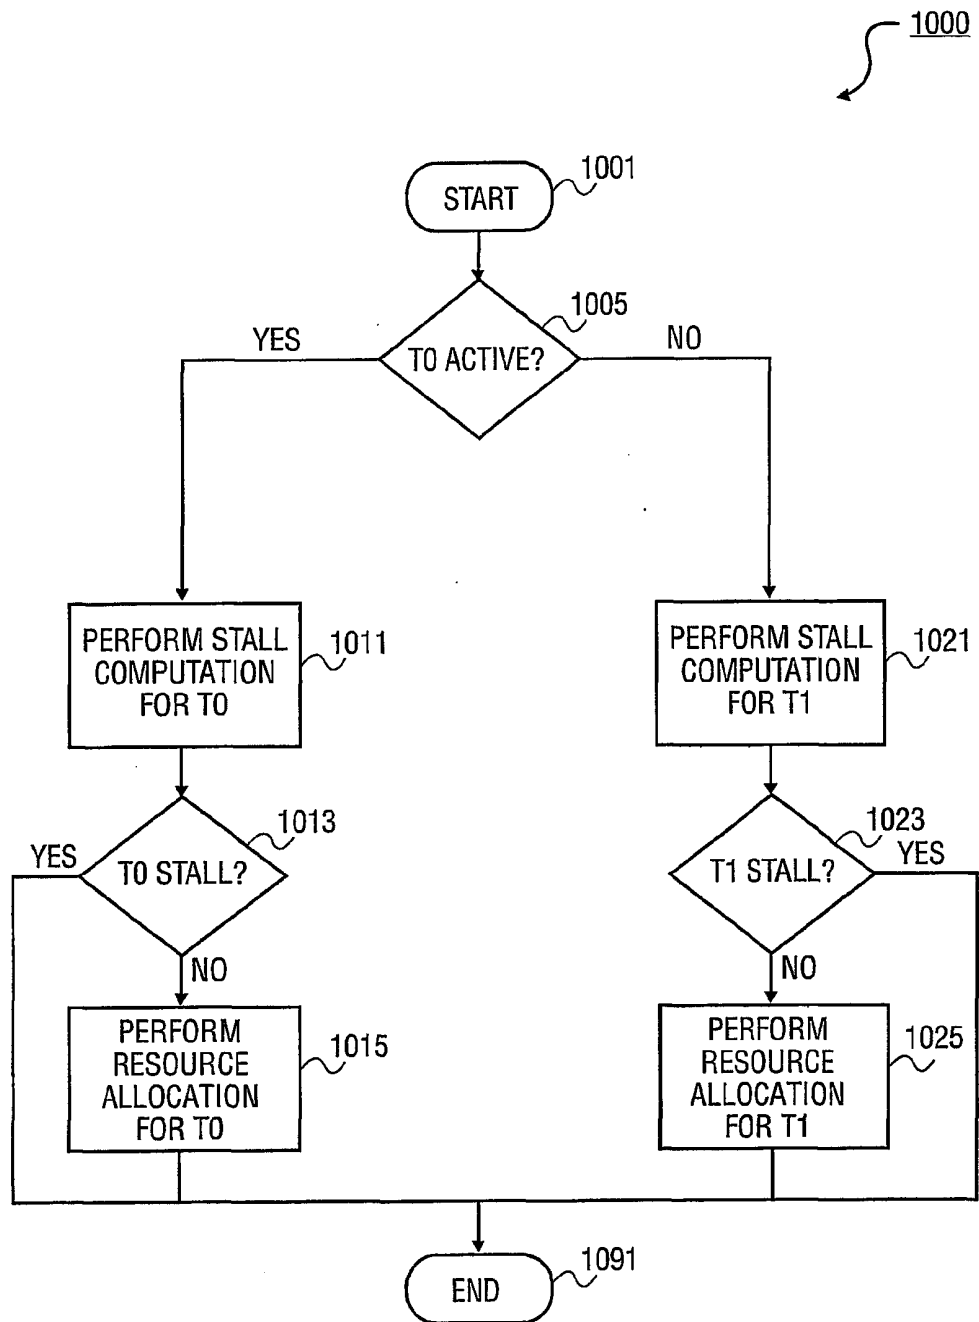 1000
1001
START
1005
YES
T0 ACTIVE?
NO
PERFORM STALL
COMPUTATION
FOR T0
1011
PERFORM STALL
COMPUTATION
FOR T1
1021
1013
YES
T0 STALL?
NO
1023
YES
T1 STALL?
NO
PERFORM
RESOURCE
ALLOCATION
FOR T0
1015
PERFORM
RESOURCE
ALLOCATION
FOR T1
1025
END
1091